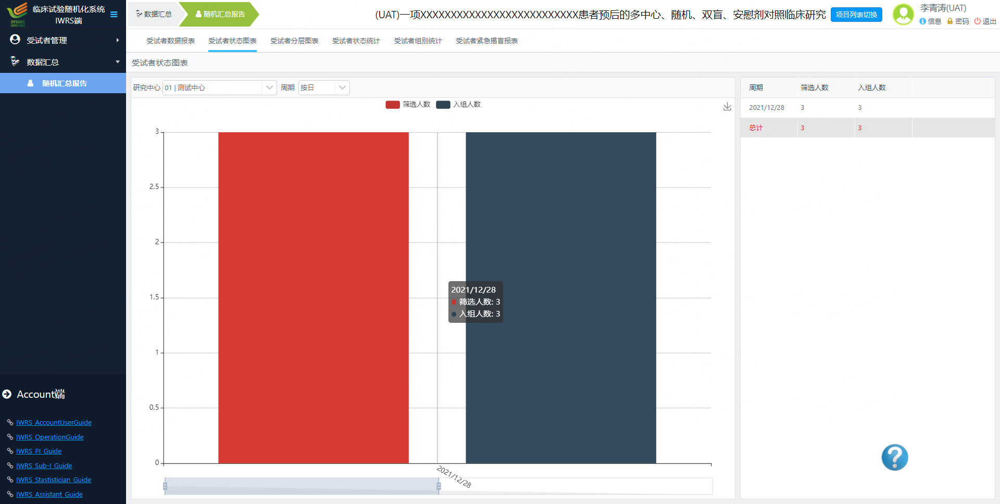 临床试验随机化系统
IWRS端
SYSUCC
受试者管理
数据汇总
随机汇总报告
Account端
IWRS_AccountUserGuide
IWRS_OperationGuide
IWRS_PI_Guide
IWRS_Sub-I_Guide
IWRS_Stastistician_Guide
IWRS_Assistant_Guide
数据汇总
随机汇总报告
(UAT)一项XXXXXXXXXXXXXXXXXXXXXXXXXX患者预后的多中心、随机、双盲、安慰剂对照临床研究
项目列表切换
李青涛(UAT)
信息 密码 退出
受试者数据报表 受试者状态图表 受试者分层图表 受试者状态统计 受试者组别统计 受试者紧急揭盲报表
受试者状态图表
研究中心 01 | 测试中心 周期 按日
筛选人数 入组人数
3
2.5
2
1.5
1
0.5
0
2021/12/28
筛选人数: 3
入组人数: 3
2021/12/28
周期 筛选人数 入组人数
2021/12/28 3 3
总计 3 3